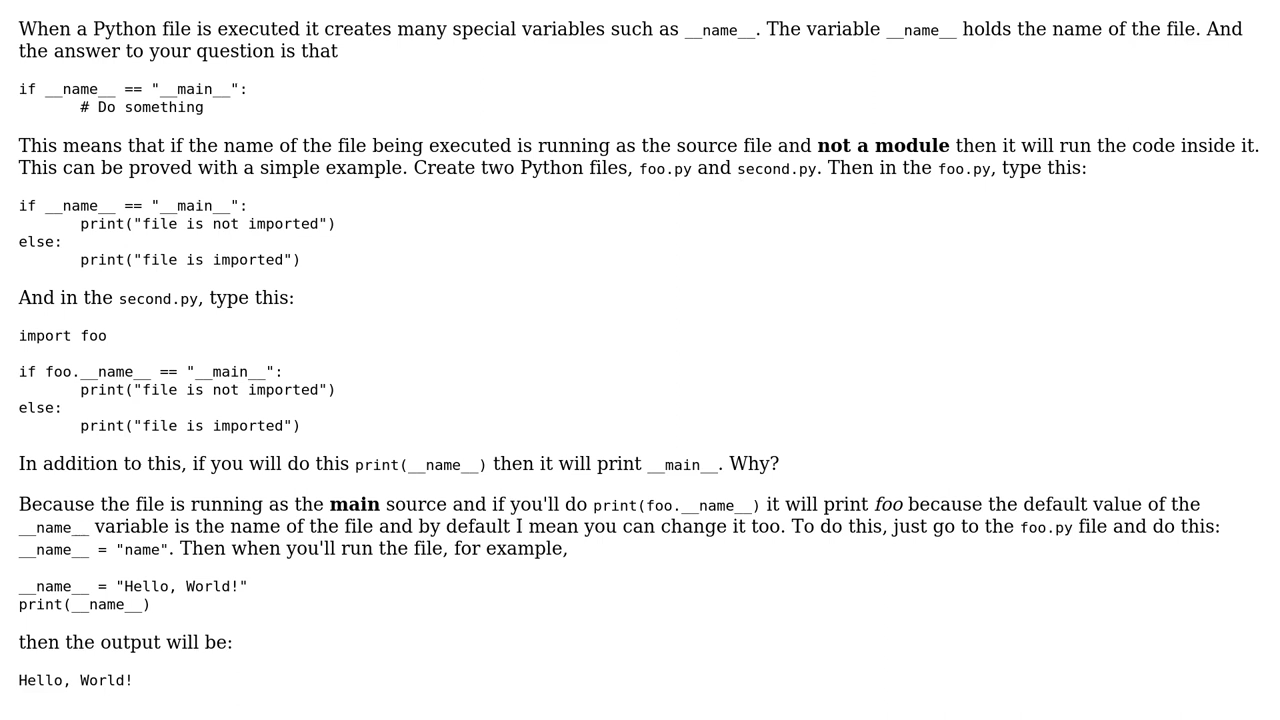 When a Python file is executed it creates many special variables such as __name__. The variable __name__ holds the name of the file. And
the answer to your question is that
if __name__ == "__main__":
       # Do something
This means that if the name of the file being executed is running as the source file and not a module then it will run the code inside it.
This can be proved with a simple example. Create two Python files, foo.py and second.py. Then in the foo.py, type this:
if __name__ == "__main__":
       print("file is not imported")
else:
       print("file is imported")
And in the second.py, type this:
import foo
if foo.__name__ == "__main__":
       print("file is not imported")
else:
       print("file is imported")
In addition to this, if you will do this print(__name__) then it will print __main__. Why?
Because the file is running as the main source and if you'll do print(foo.__name__) it will print foo because the default value of the
__name__ variable is the name of the file and by default I mean you can change it too. To do this, just go to the foo.py file and do this:
__name__ = "name". Then when you'll run the file, for example,
__name__ = "Hello, World!"
print(__name__)
then the output will be:
Hello, World!